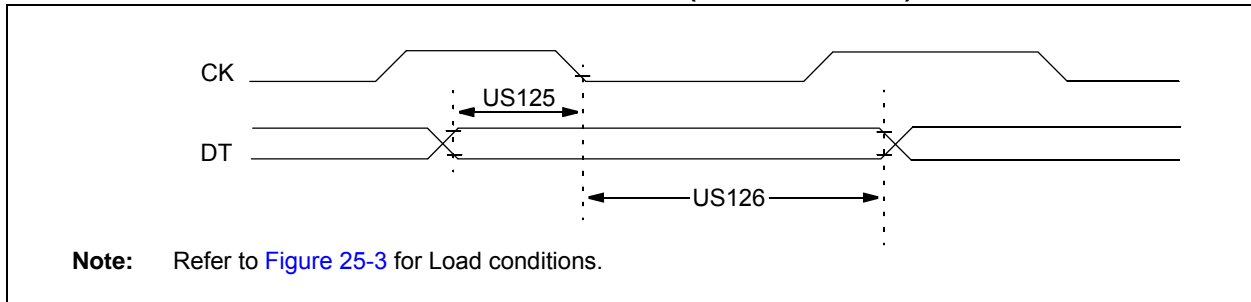 CK
US125
DT
US126
Note: Refer to Figure 25-3 for Load conditions.